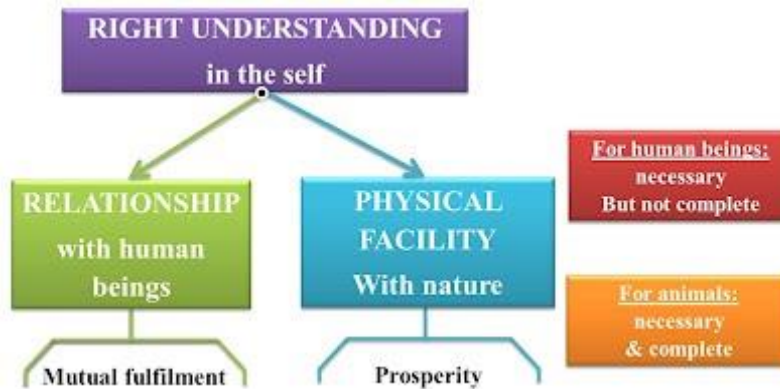 RIGHT UNDERSTANDING
in the self
RELATIONSHIP
with human
beings
PHYSICAL
FACILITY
With nature
For human beings:
necessary
But not complete
For animals:
necessary
& complete
Mutual fulfilment
Prosperity